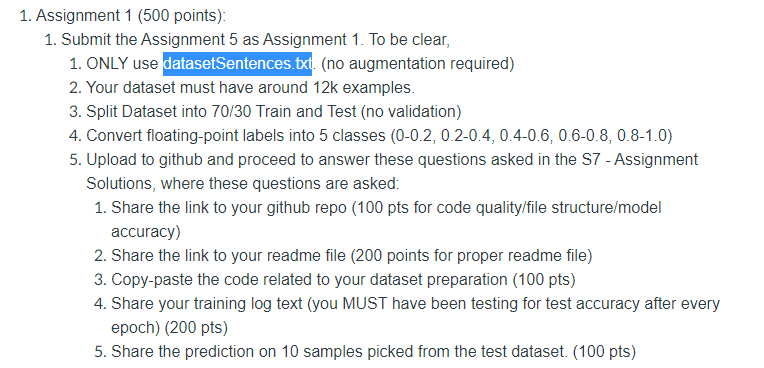 1. Assignment 1 (500 points):
1. Submit the Assignment 5 as Assignment 1. To be clear,
1. ONLY use datasetSentences.txt. (no augmentation required)
2. Your dataset must have around 12k examples.
3. Split Dataset into 70/30 Train and Test (no validation)
4. Convert floating-point labels into 5 classes (0-0.2, 0.2-0.4, 0.4-0.6, 0.6-0.8, 0.8-1.0)
5. Upload to github and proceed to answer these questions asked in the S7 - Assignment
Solutions, where these questions are asked:
1. Share the link to your github repo (100 pts for code quality/file structure/model
accuracy)
2. Share the link to your readme file (200 points for proper readme file)
3. Copy-paste the code related to your dataset preparation (100 pts)
4. Share your training log text (you MUST have been testing for test accuracy after every
epoch) (200 pts)
5. Share the prediction on 10 samples picked from the test dataset. (100 pts)